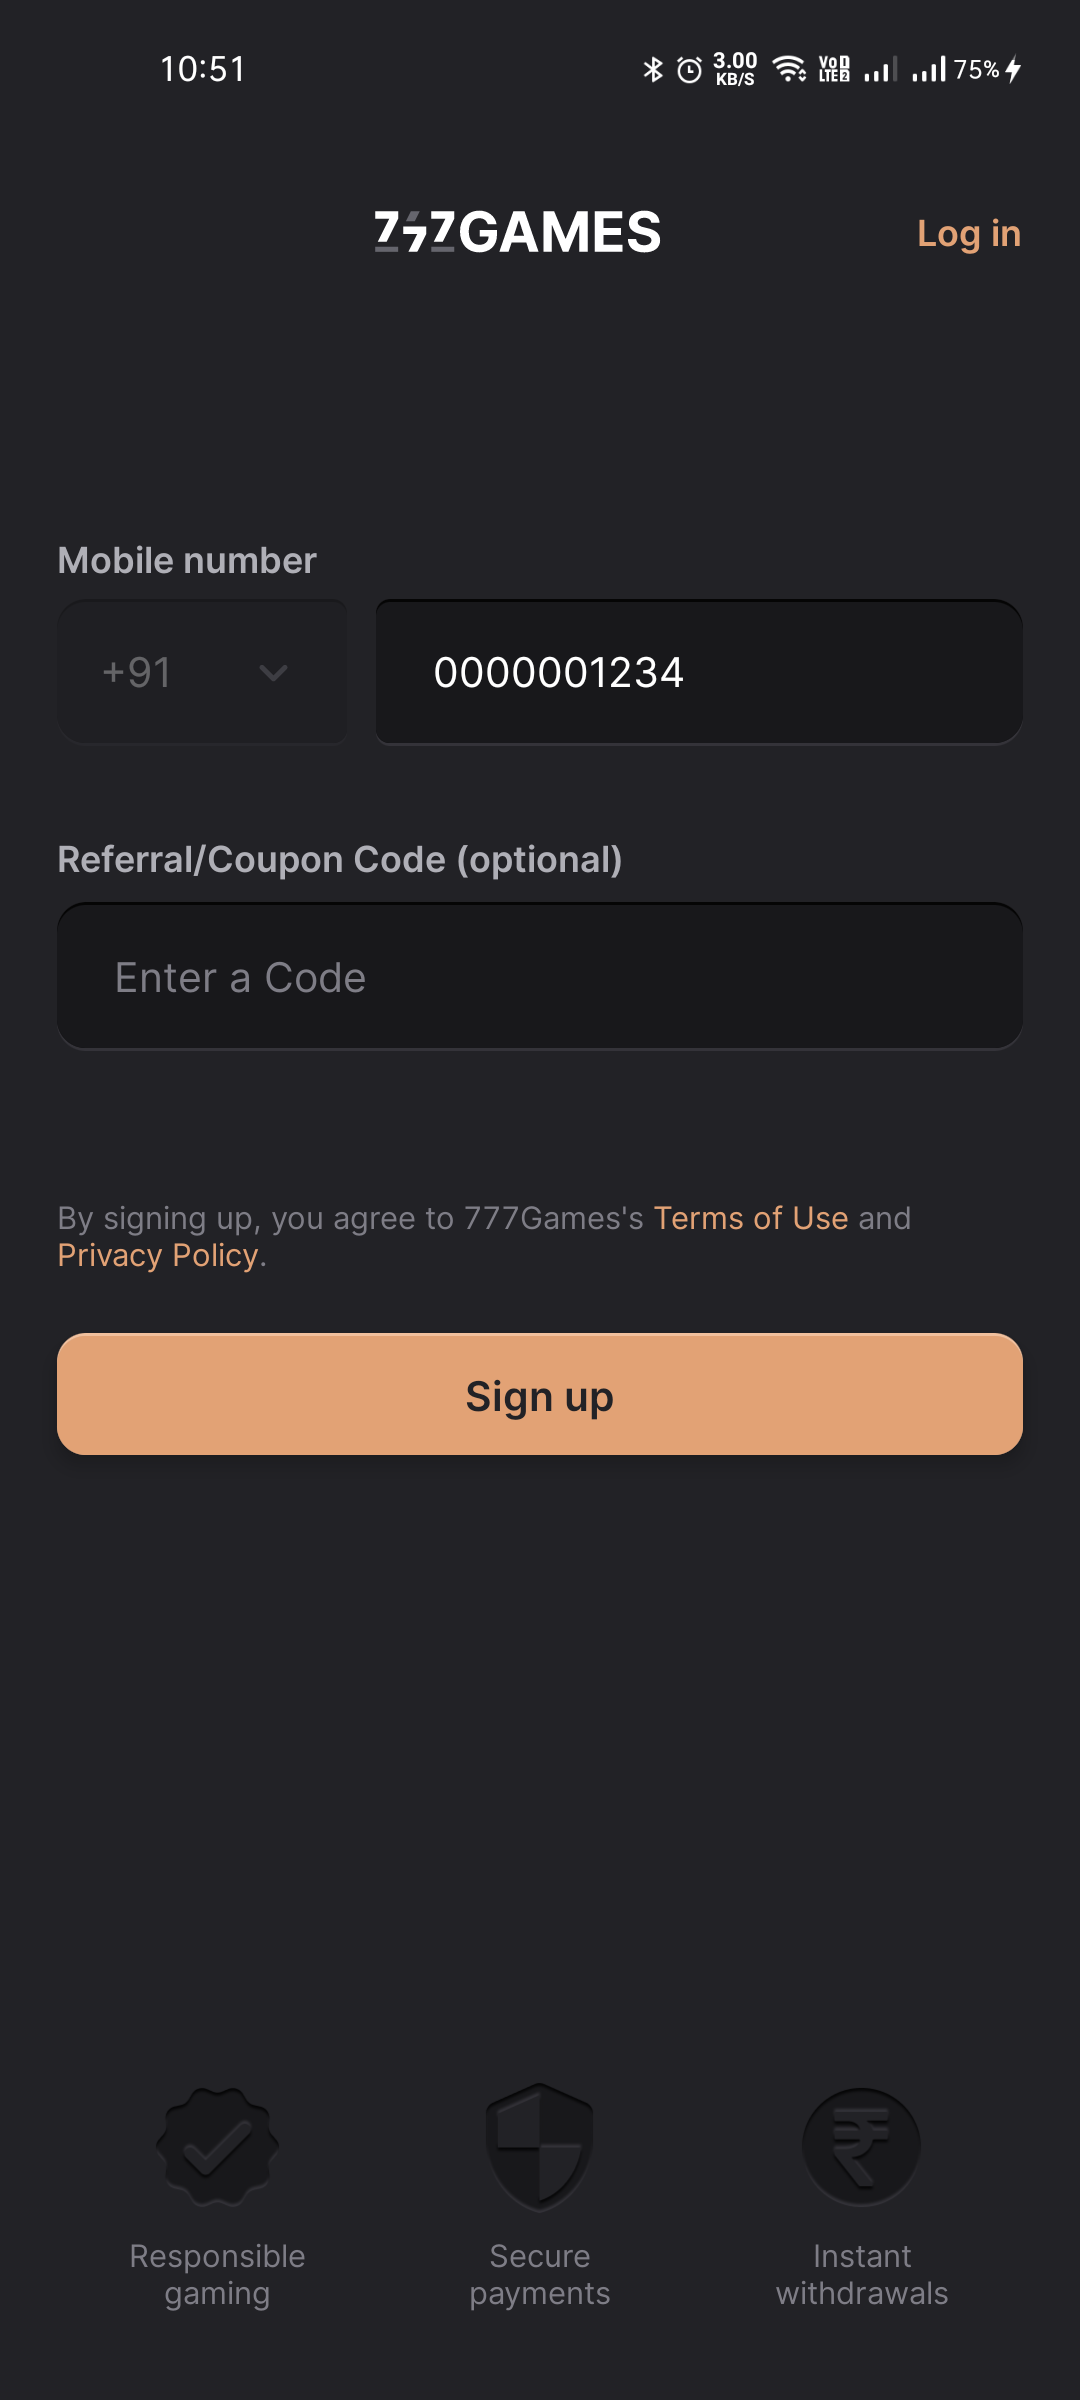 10:51
3.00
KB/S
Vo
LTE 2
75%
777GAMES
Log in
Mobile number
+91
0000001234
Referral/Coupon Code (optional)
Enter a Code
By signing up, you agree to 777Games's Terms of Use and
Privacy Policy.
Sign up
₹
Responsible
gaming
Secure
payments
Instant
withdrawals